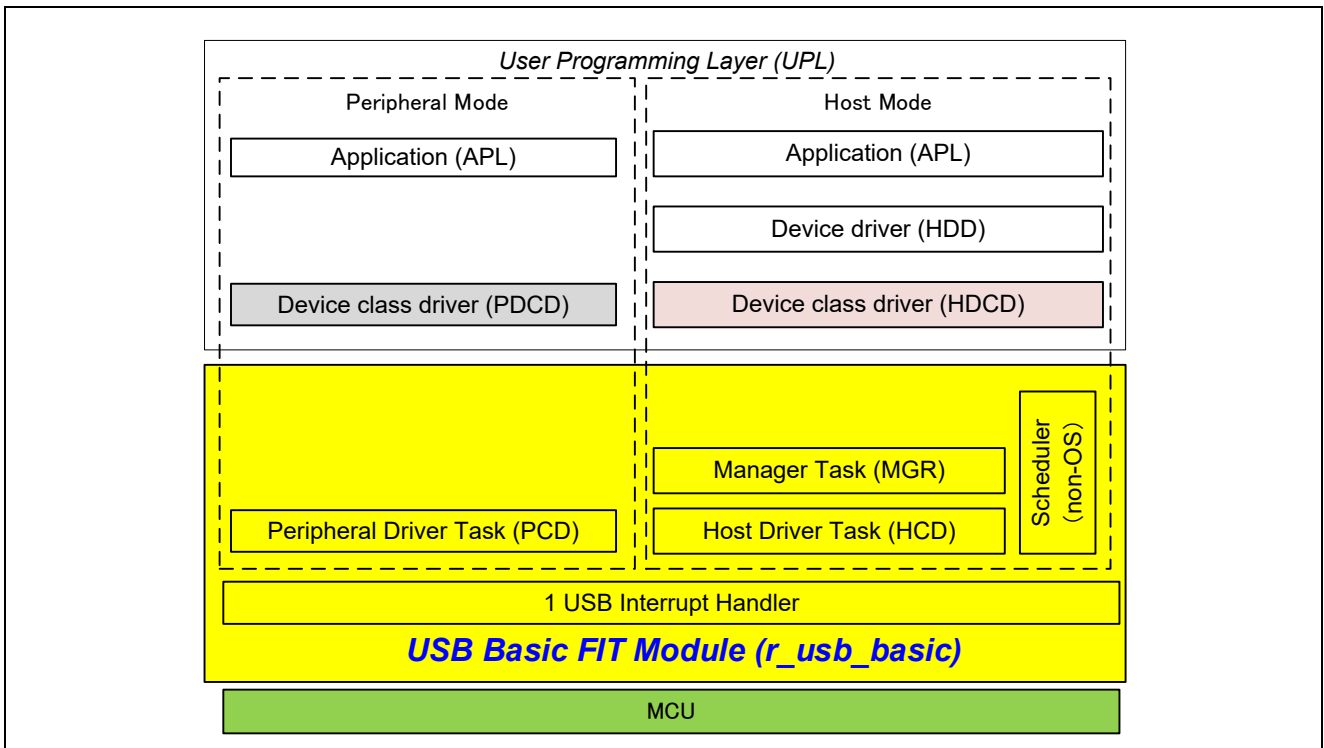 User Programming Layer (UPL)
Peripheral Mode
Application (APL)
Device class driver (PDCD)
Host Mode
Application (APL)
Device driver (HDD)
Device class driver (HDCD)
Peripheral Driver Task (PCD)
Manager Task (MGR)
Host Driver Task (HCD)
Scheduler
(non-OS)
1 USB Interrupt Handler
USB Basic FIT Module (r_usb_basic)
MCU